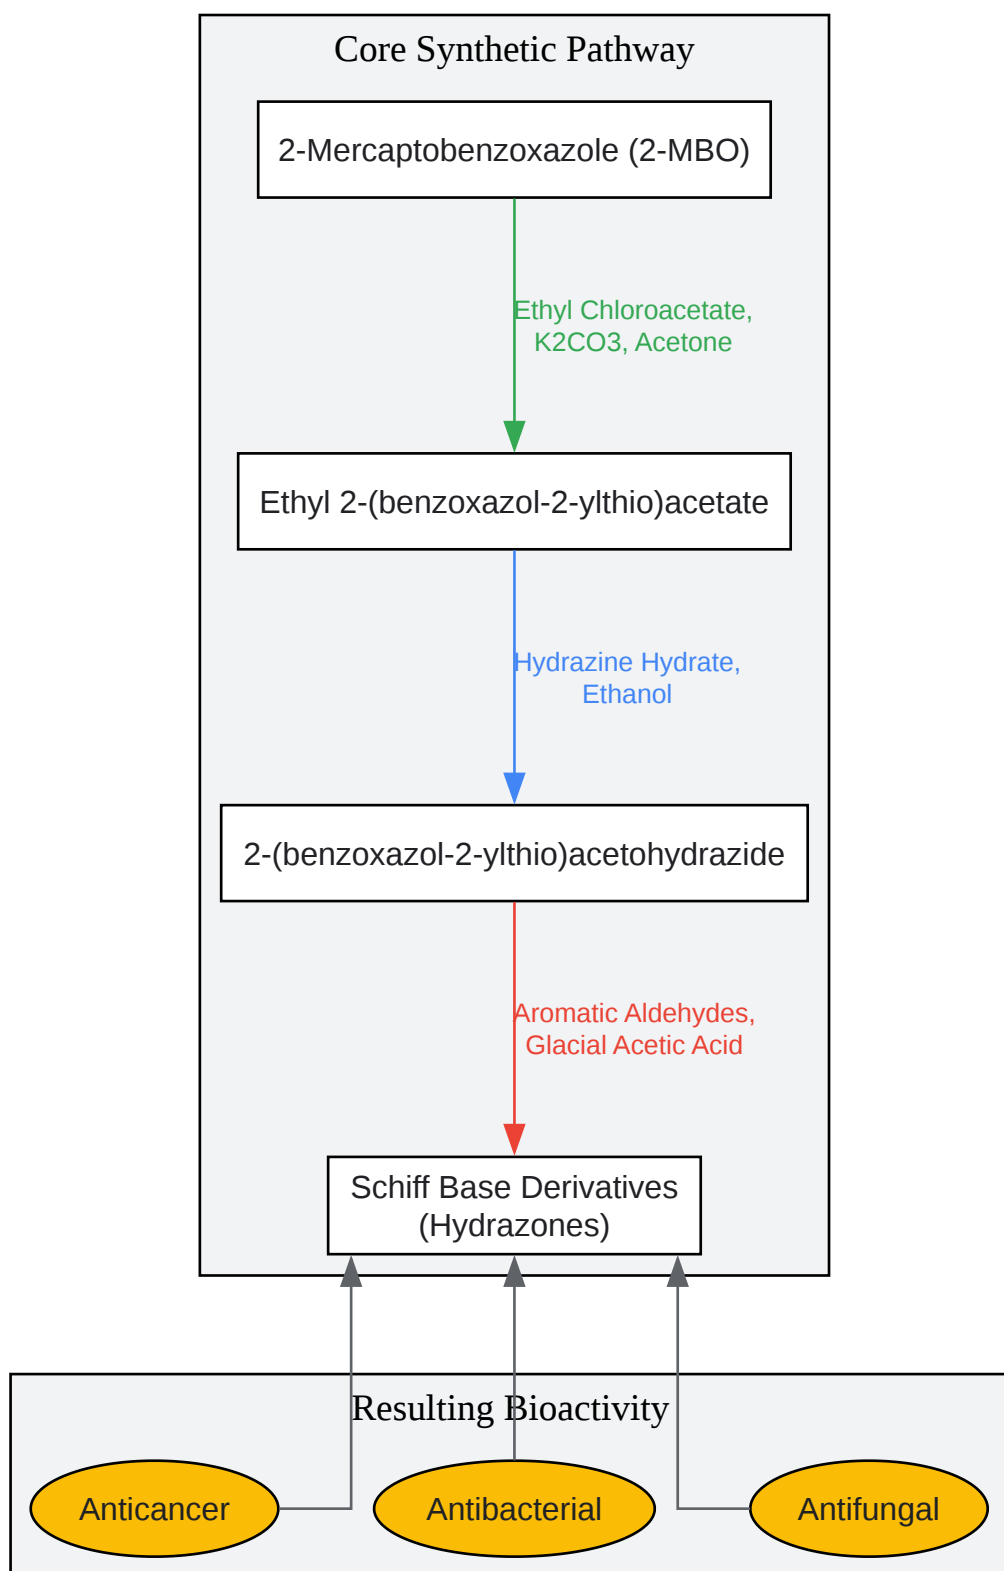 Core Synthetic Pathway
2-Mercaptobenzoxazole (2-MBO)
Ethyl Chloroacetate,
K2CO3, Acetone
Ethyl 2-(benzoxazol-2-ylthio)acetate
Hydrazine Hydrate,
Ethanol
2-(benzoxazol-2-ylthio)acetohydrazide
Aromatic Aldehydes,
Glacial Acetic Acid
Schiff Base Derivatives
(Hydrazones)
Resulting Bioactivity
Anticancer
Antibacterial
Antifungal